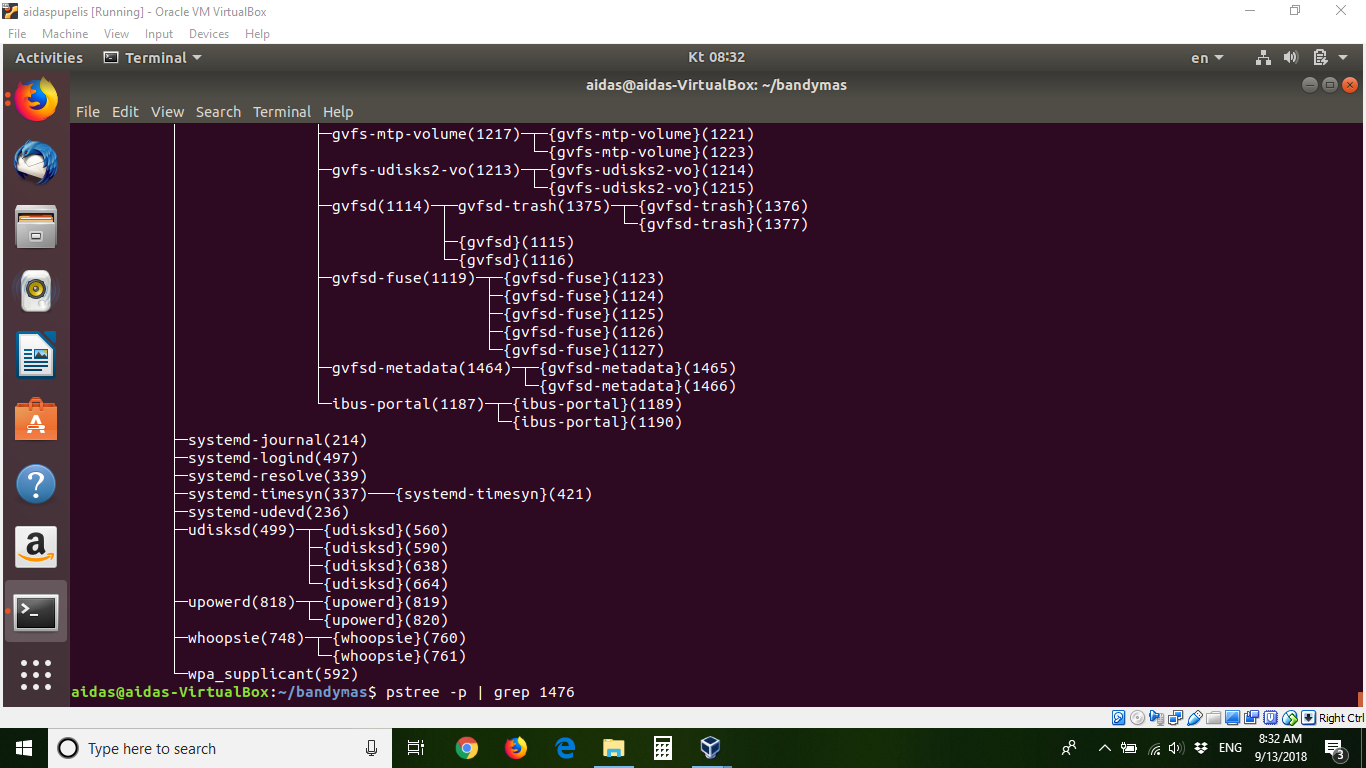 aidaspupelis [Running] - Oracle VM VirtualBox
File Machine View Input Devices Help
Activities Terminal Kt 08:32 en
aidas@aidas-VirtualBox: ~/bandymas
File Edit View Search Terminal Help
├─gvfs-mtp-volume(1217)─┬─{gvfs-mtp-volume}(1221)
└─{gvfs-mtp-volume}(1223)
├─gvfs-udisks2-vo(1213)─┬─{gvfs-udisks2-vo}(1214)
└─{gvfs-udisks2-vo}(1215)
├─gvfsd(1114)─┬─gvfsd-trash(1375)─┬─{gvfsd-trash}(1376)
└─{gvfsd-trash}(1377)
├─{gvfsd}(1115)
└─{gvfsd}(1116)
├─gvfsd-fuse(1119)─┬─{gvfsd-fuse}(1123)
├─{gvfsd-fuse}(1124)
├─{gvfsd-fuse}(1125)
├─{gvfsd-fuse}(1126)
└─{gvfsd-fuse}(1127)
├─gvfsd-metadata(1464)─┬─{gvfsd-metadata}(1465)
└─{gvfsd-metadata}(1466)
└─ibus-portal(1187)─┬─{ibus-portal}(1189)
└─{ibus-portal}(1190)
├─systemd-journal(214)
├─systemd-logind(497)
├─systemd-resolve(339)
├─systemd-timesyn(337)───{systemd-timesyn}(421)
├─systemd-udevd(236)
├─udisksd(499)─┬─{udisksd}(560)
├─{udisksd}(590)
├─{udisksd}(638)
└─{udisksd}(664)
├─upowerd(818)─┬─{upowerd}(819)
└─{upowerd}(820)
├─whoopsie(748)─┬─{whoopsie}(760)
└─{whoopsie}(761)
└─wpa_supplicant(592)
aidas@aidas-VirtualBox:~/bandymas$ pstree -p | grep 1476
Right Ctrl
Type here to search
ENG
8:32 AM
9/13/2018
3